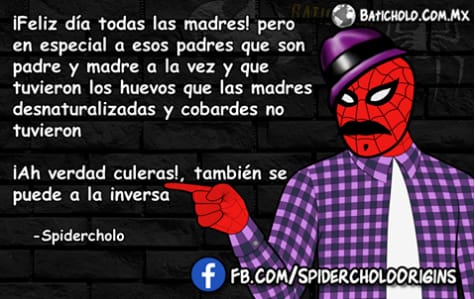 BATICHOLO.COM.MX
¡Feliz día todas las madres! pero
en especial a esos padres que son
padre y madre a la vez y que
tuvieron los huevos que las madres
desnaturalizadas y cobardes no
tuvieron
¡Ah verdad culeras!, también se
puede a la inversa
-Spidercholo
FB.COM/SPIDERCHOLOORIGINS